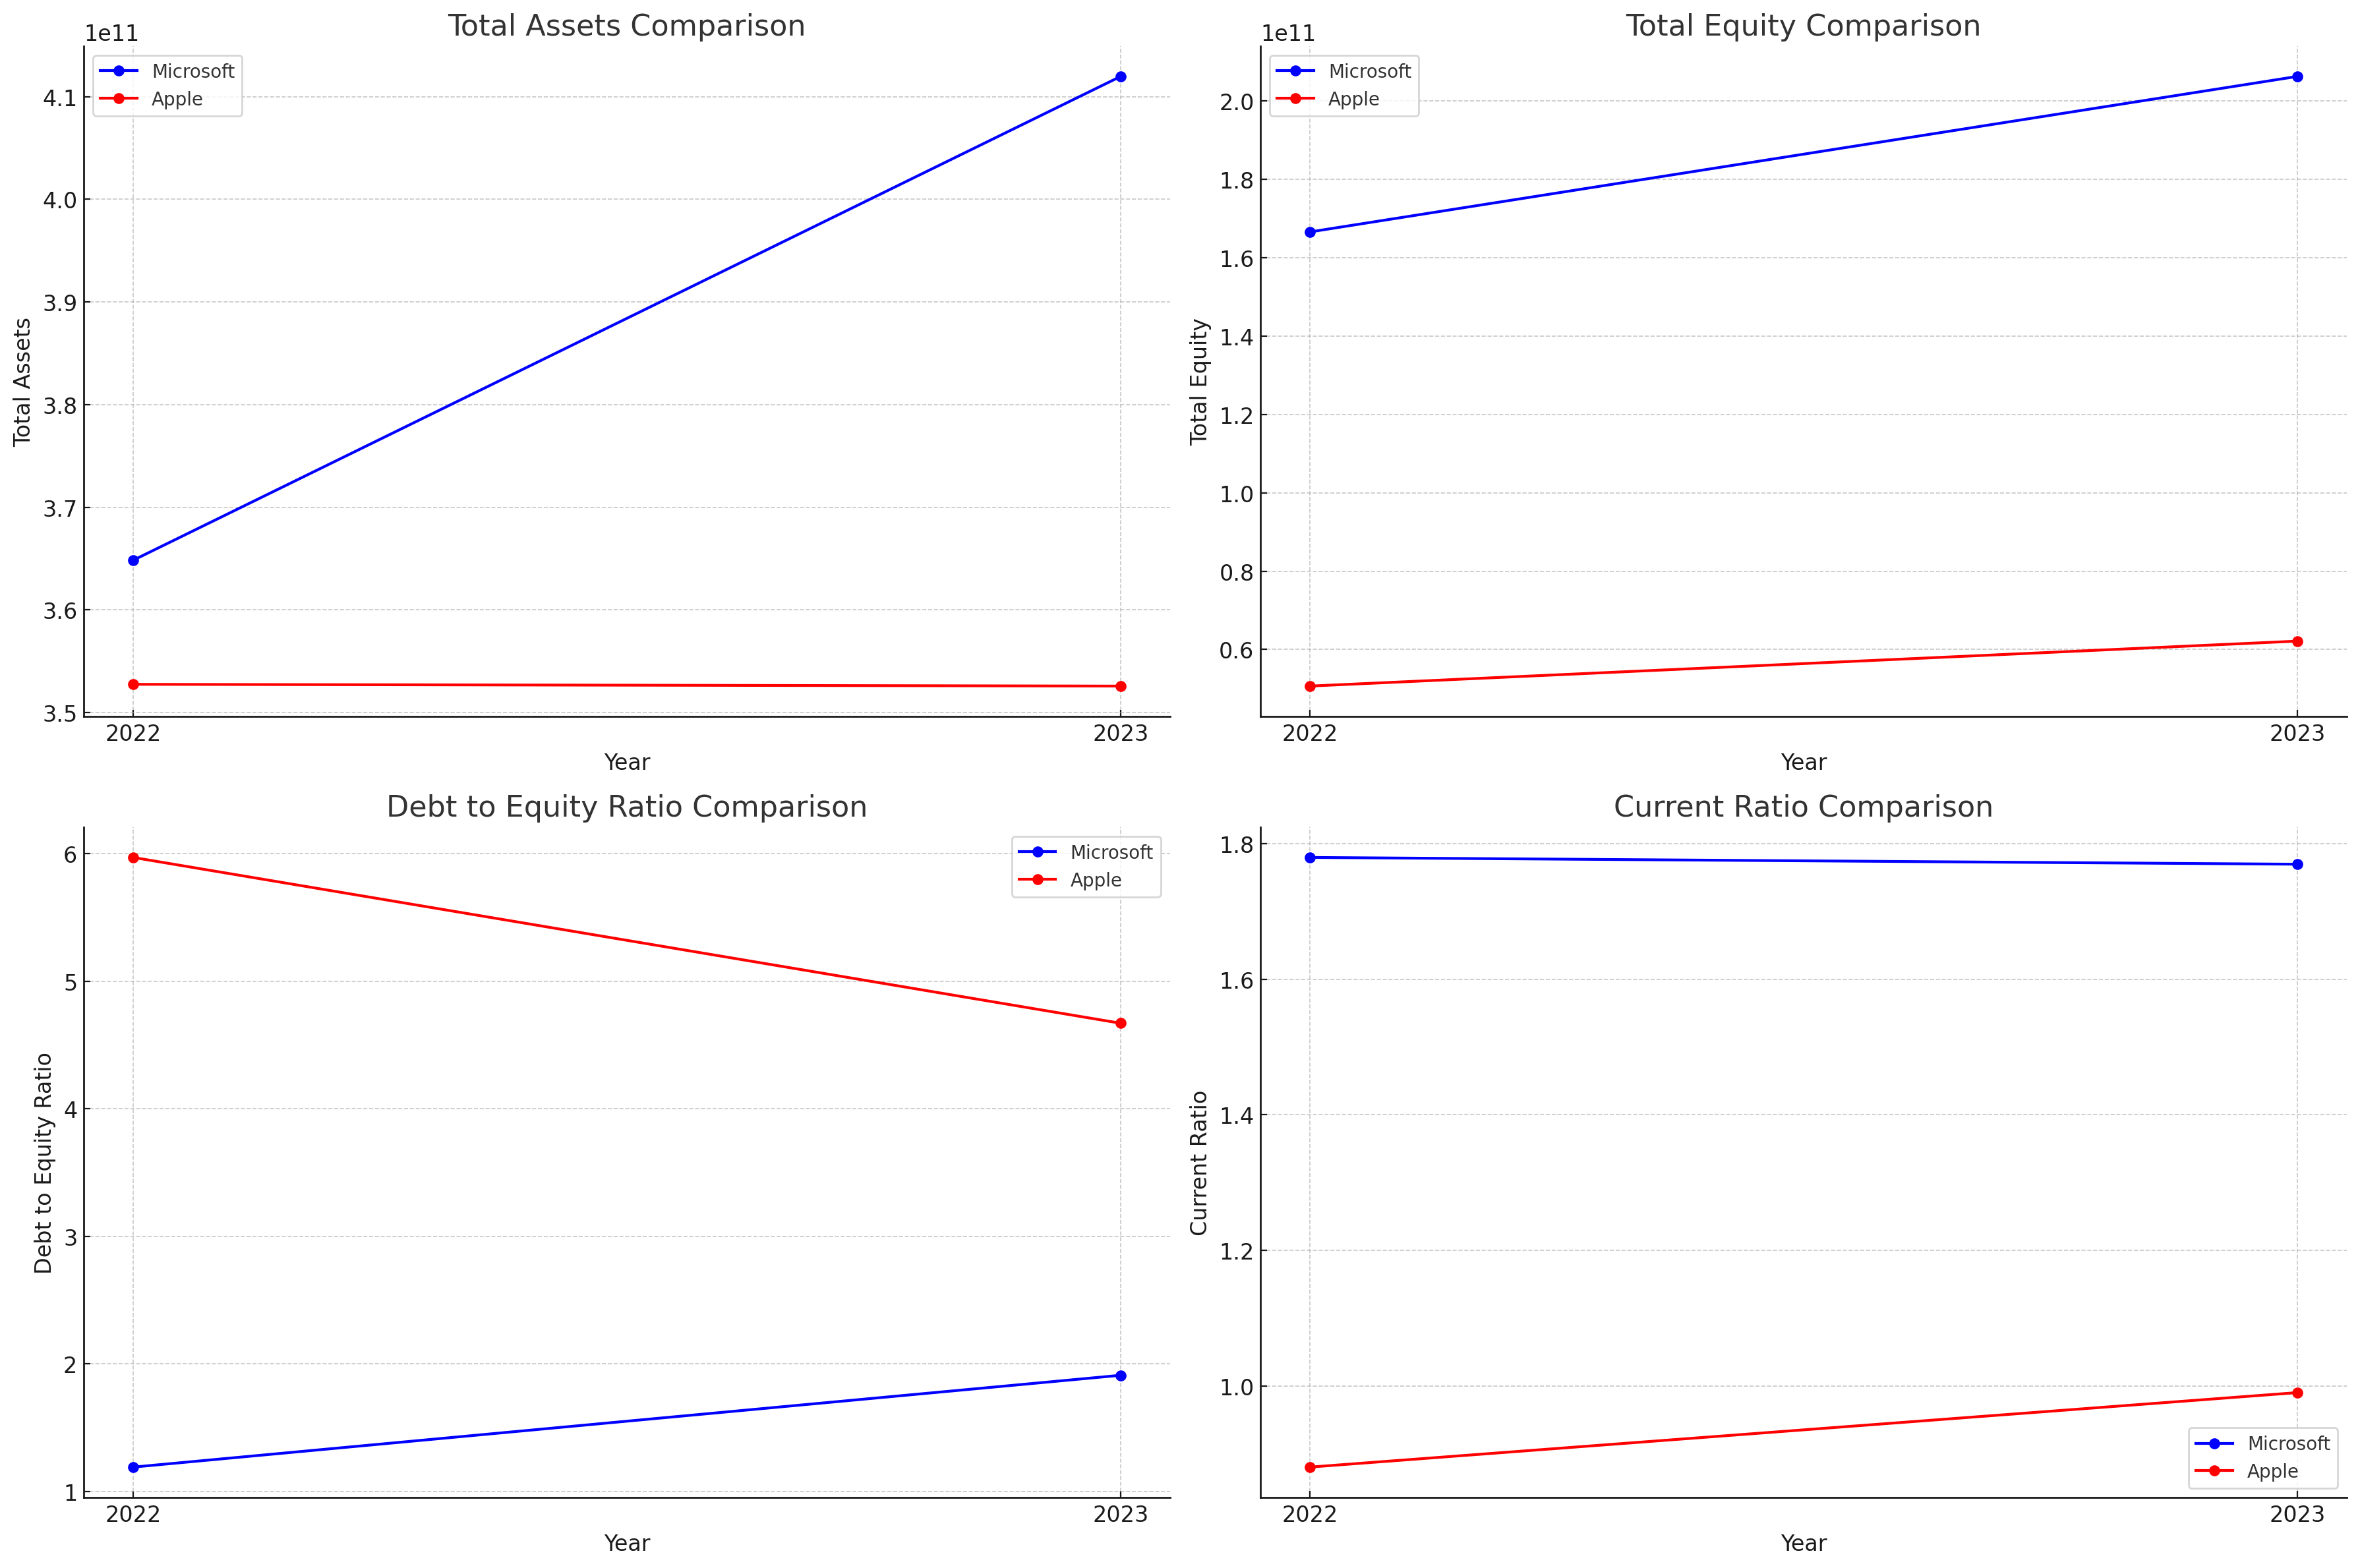 Total Assets Comparison
1e11
Microsoft
Apple
4.1
4.0
3.9
3.8
3.7
3.6
3.5
Total Assets
2022
2023
Year
Total Equity Comparison
1e11
Microsoft
Apple
2.0
1.8
1.6
1.4
1.2
1.0
0.8
0.6
Total Equity
2022
2023
Year
Debt to Equity Ratio Comparison
Microsoft
Apple
6
5
4
3
2
1
Debt to Equity Ratio
2022
2023
Year
Current Ratio Comparison
1.8
1.6
1.4
1.2
1.0
Current Ratio
Microsoft
Apple
2022
2023
Year